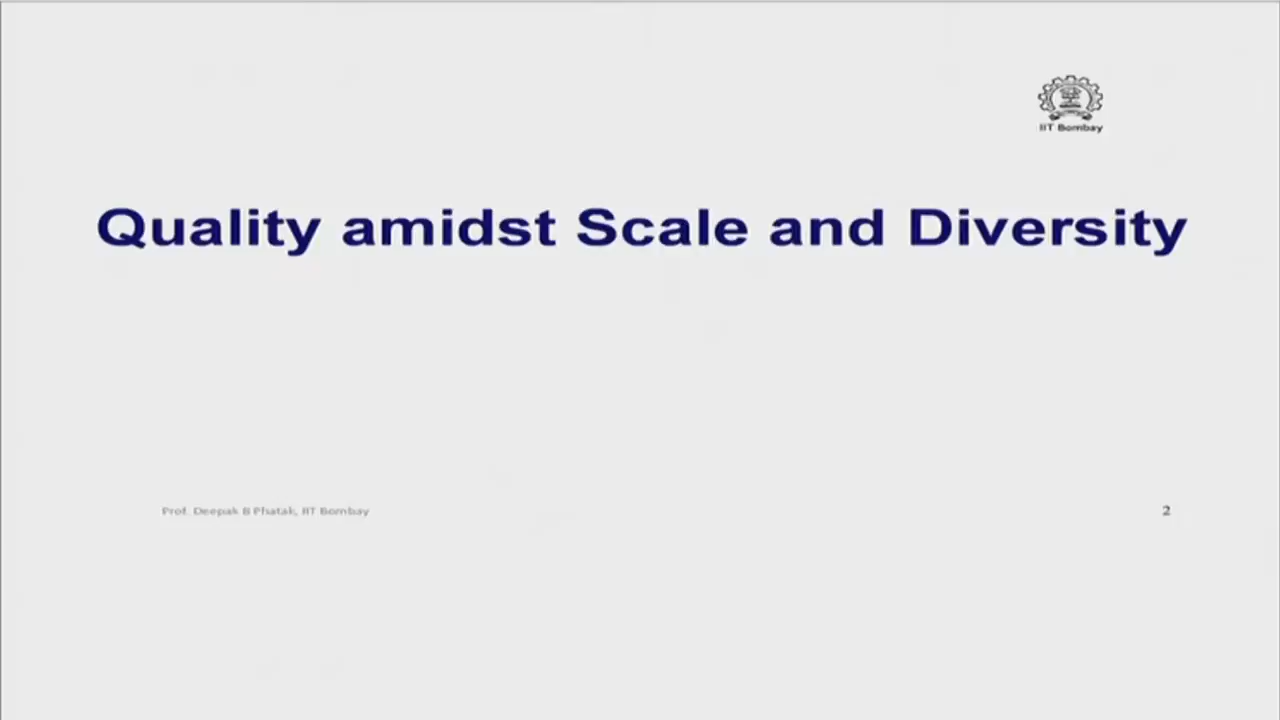 IIT Bombay
Quality amidst Scale and Diversity
Prof. Deepak B Phatak, IIT Bombay
2